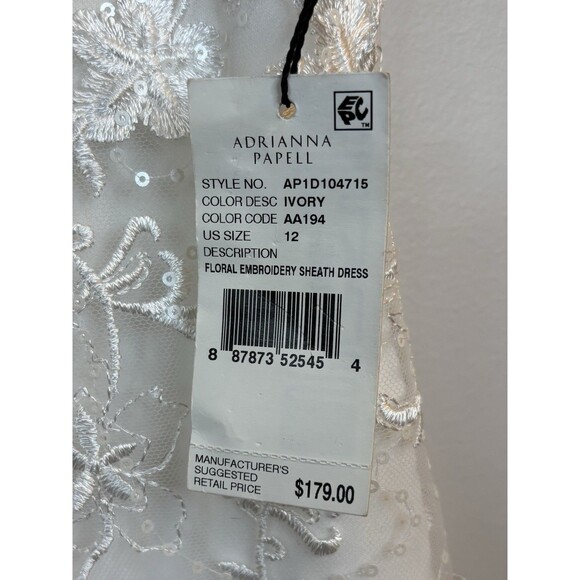 EPC
TM
ADRIANNA
PAPELL
STYLE NO. AP1D104715
COLOR DESC IVORY
COLOR CODE AA194
US SIZE 12
DESCRIPTION
FLORAL EMBROIDERY SHEATH DRESS
8 87873 52545 4
MANUFACTURER'S
SUGGESTED
RETAIL PRICE $179.00